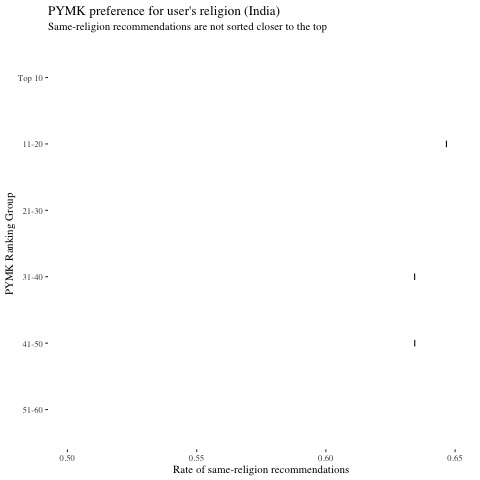 PYMK preference for user's religion (India)
Same-religion recommendations are not sorted closer to the top
PYMK Ranking Group
Top 10
11-20
21-30
31-40
41-50
51-60
0.50 0.55 0.60 0.65
Rate of same-religion recommendations